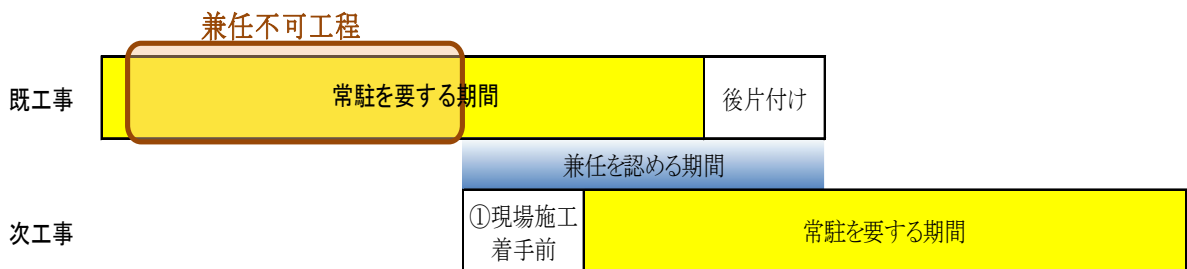 兼任不可工程
既工事
常駐を要する期間
後片付け
兼任を認める期間
次工事
①現場施工
着手前
常駐を要する期間